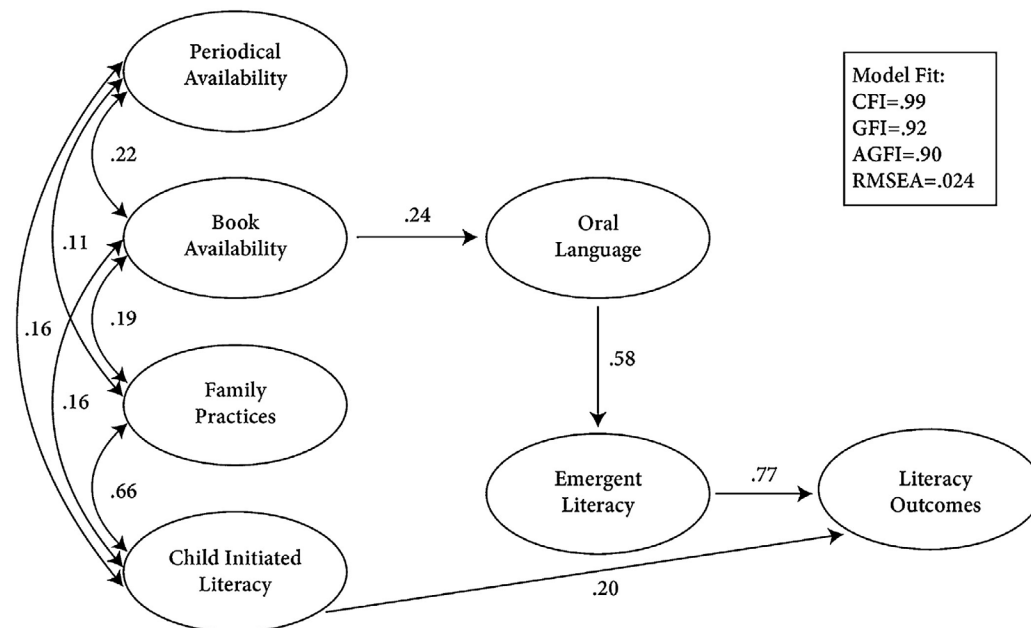 Periodical
Availability
Model Fit:
CFI=.99
GFI=.92
AGFI=.90
RMSEA=.024
.22
Book
Availability
.24
Oral
Language
.11
.19
.16
.58
Family
Practices
.16
.66
Emergent
Literacy
.77
Literacy
Outcomes
Child Initiated
Literacy
.20